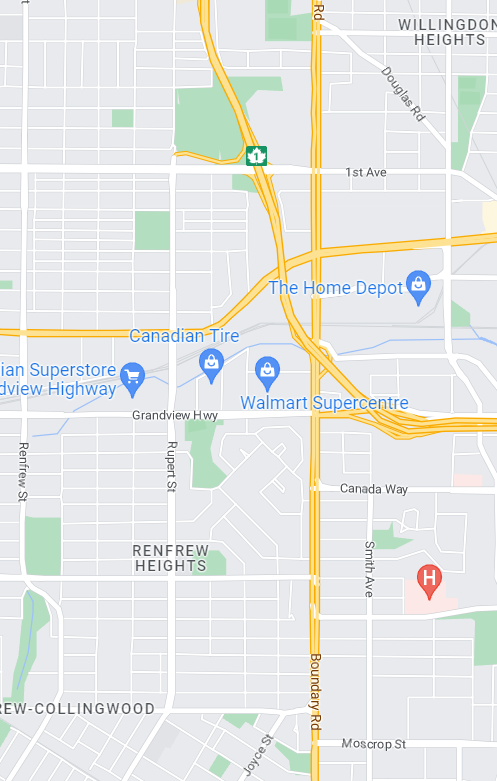 t
Rd
WILLINGDON
HEIGHTS
Douglas Rd
1
1st Ave
The Home Depot
Canadian Tire
ian Superstore
dview Highway
Walmart Supercentre
Grandview Hwy
Renfrew St
Rupert St
Canada Way
RENFREW
HEIGHTS
Smith Ave
H
Boundary Rd
REW-COLLINGWOOD
Joyce St
Moscrop St